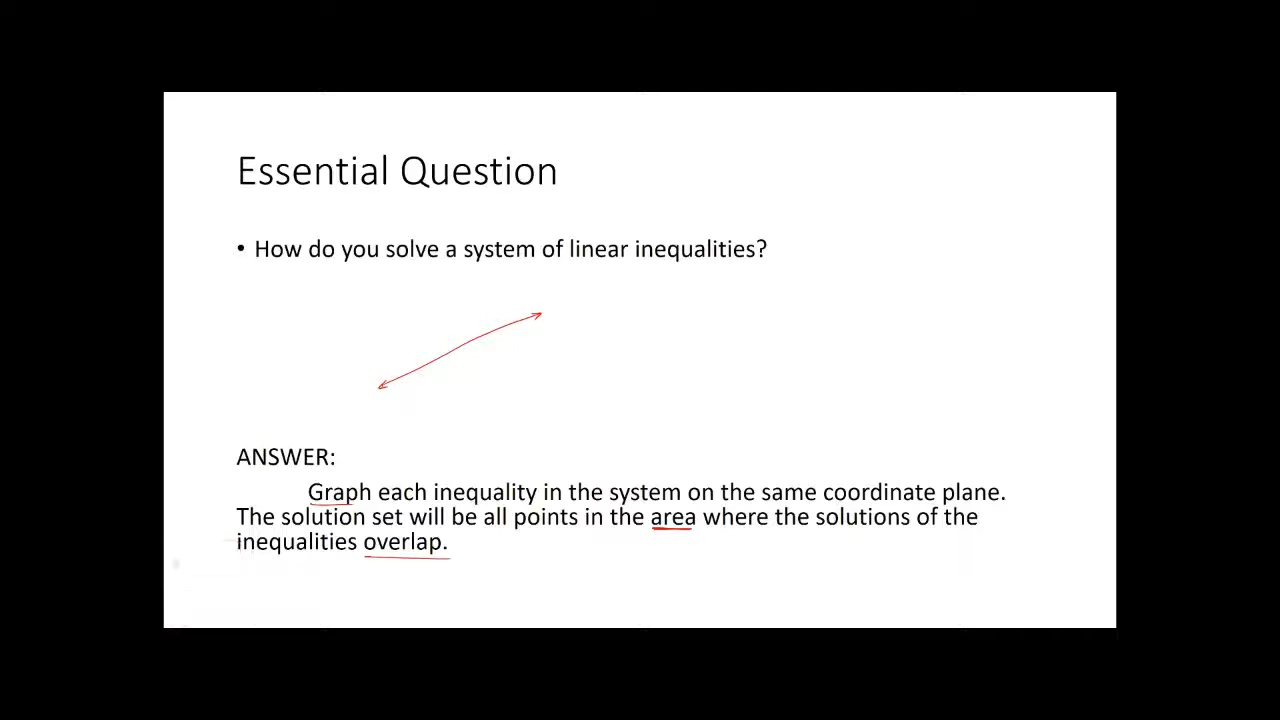 Essential Question
• How do you solve a system of linear inequalities?
ANSWER:
Graph each inequality in the system on the same coordinate plane.
The solution set will be all points in the area where the solutions of the
inequalities overlap.